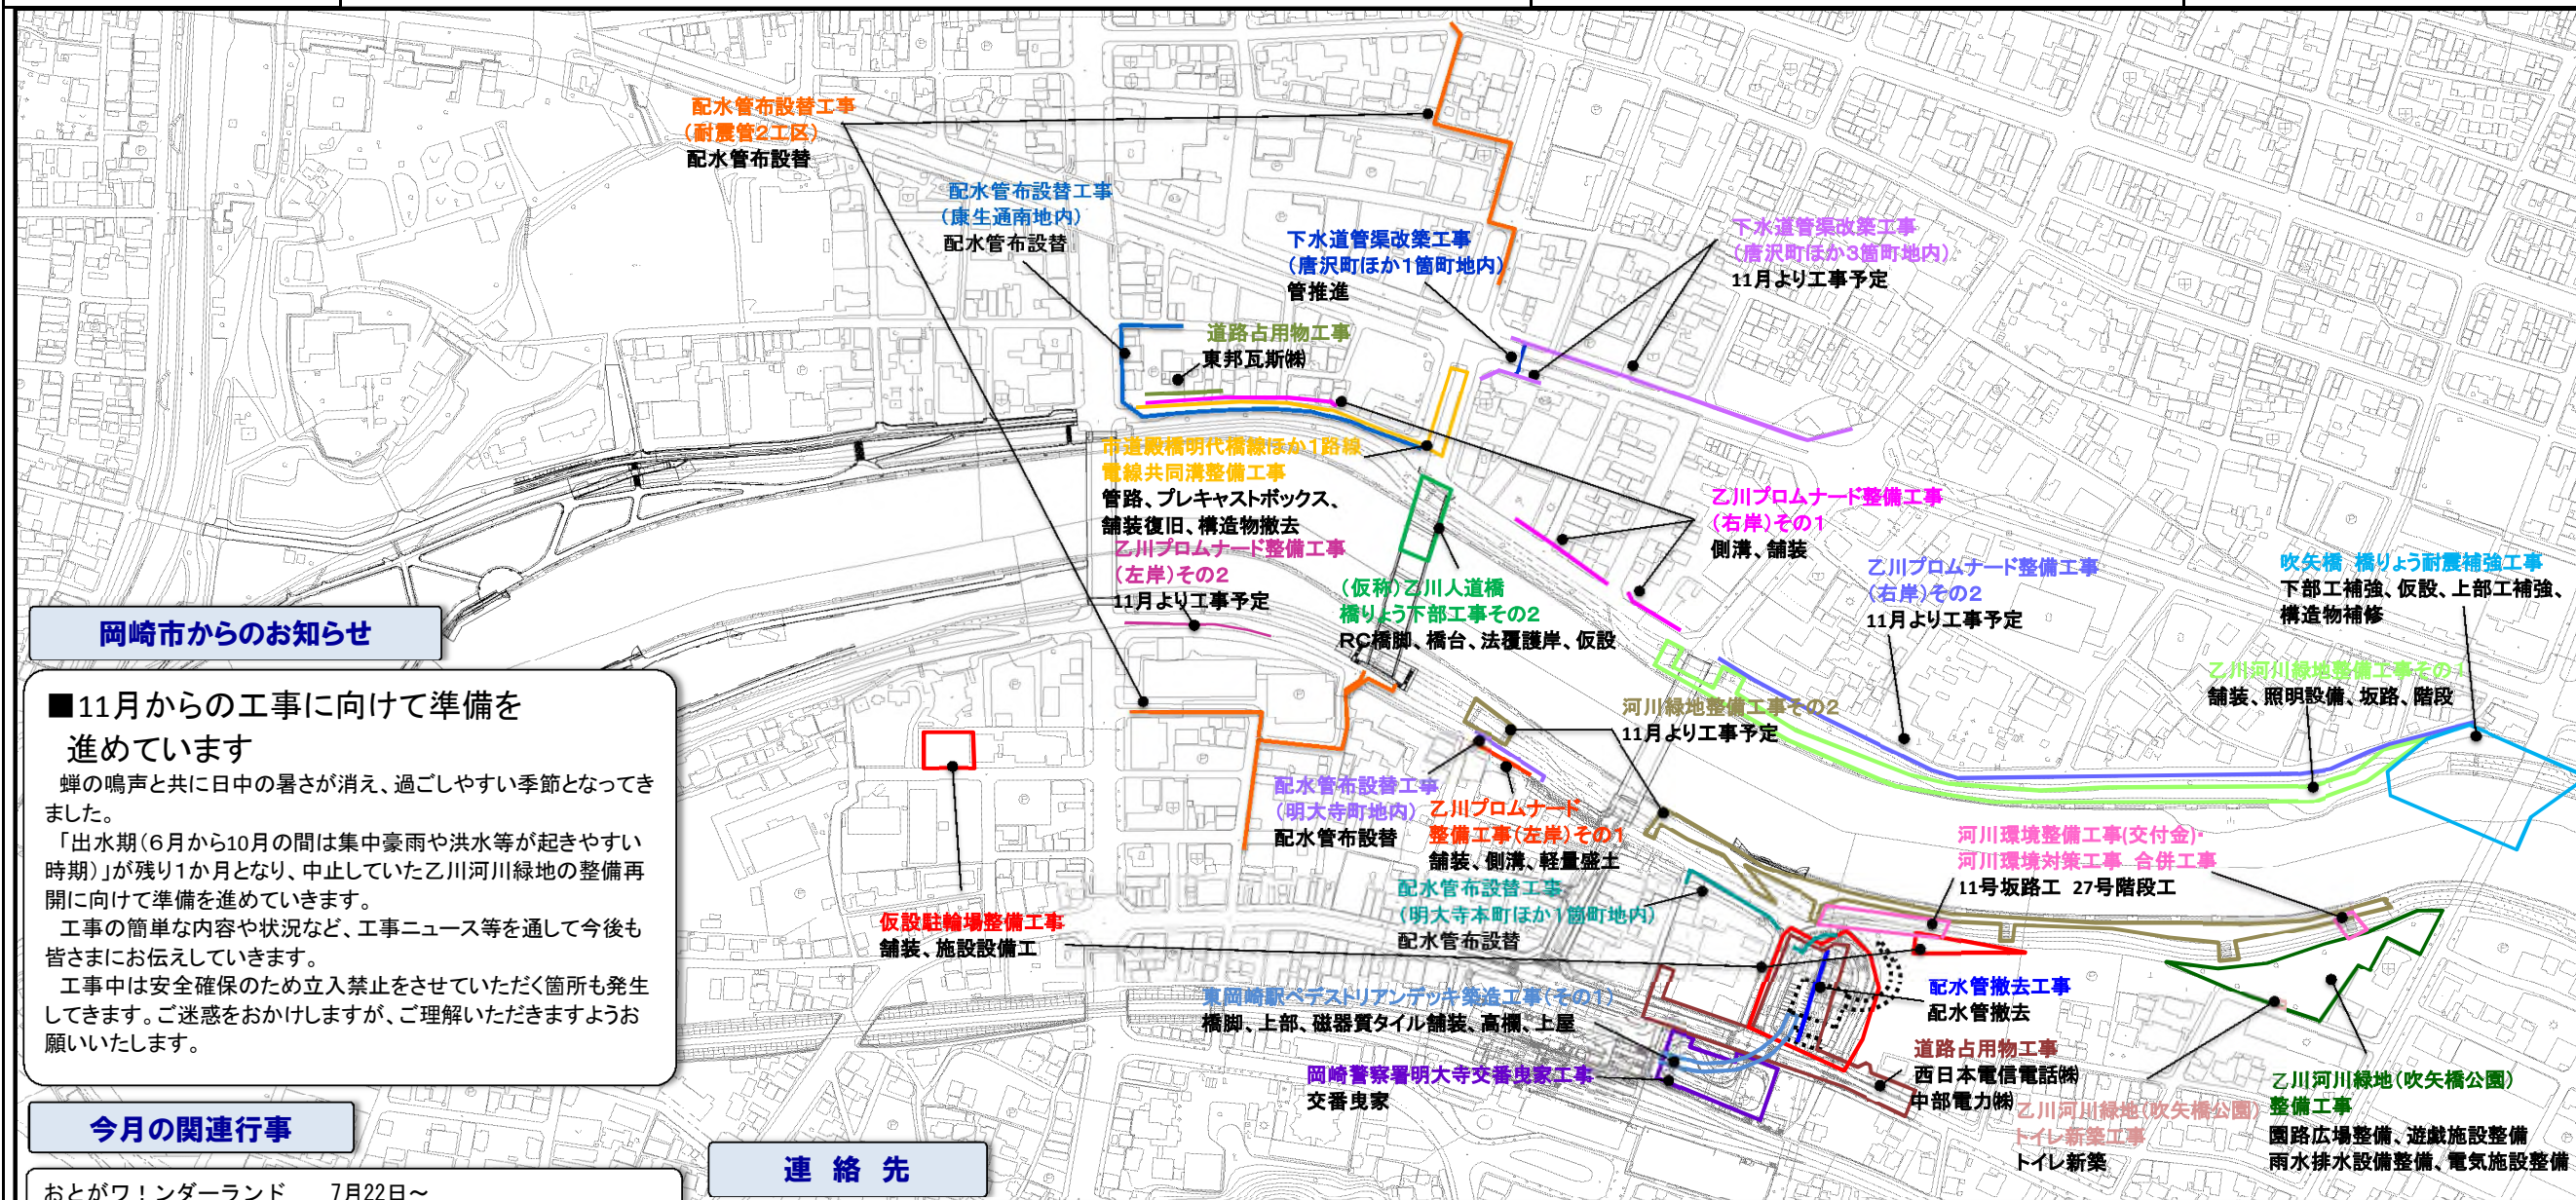 配水管布設替工事
(耐震管2工区)
配水管布設替
配水管布設替工事
(康生通南地内)
配水管布設替
下水道管渠改築工事
(唐沢町ほか1箇町地内)
管推進
下水道管渠改築工事
(唐沢町ほか3箇町地内)
11月より工事予定
道路占用物工事
東邦瓦斯㈱
市道殿橋明代橋線ほか1路線
電線共同溝整備工事
管路、プレキャストボックス、
舗装復旧、構造物撤去
乙川プロムナード整備工事
(左岸)その2
11月より工事予定
(仮称)乙川人道橋
橋りょう下部工事その2
RC橋脚、橋台、法覆護岸、仮設
乙川プロムナード整備工事
(右岸)その1
側溝、舗装
乙川プロムナード整備工事
(右岸)その2
11月より工事予定
吹矢橋 橋りょう耐震補強工事
下部工補強、仮設、上部工補強、
構造物補修
乙川河川緑地整備工事その1
舗装、照明設備、坂路、階段
河川緑地整備工事その2
11月より工事予定
配水管布設替工事
(明大寺町地内)
配水管布設替
乙川プロムナード
整備工事(左岸)その1
舗装、側溝、軽量盛土
配水管布設替工事
(明大寺本町ほか1箇町地内)
配水管布設替
河川環境整備工事(交付金)・
河川環境対策工事 合併工事
11号坂路工 27号階段工
仮設駐輪場整備工事
舗装、施設設備工
東岡崎駅ペデストリアンデッキ築造工事(その1)
橋脚、上部、磁器質タイル舗装、高欄、上屋
岡崎警察署明大寺交番曳家工事
交番曳家
配水管撤去工事
配水管撤去
道路占用物工事
西日本電信電話㈱
中部電力㈱
乙川河川緑地(吹矢橋公園)
トイレ新築工事
トイレ新築
乙川河川緑地(吹矢橋公園)
整備工事
園路広場整備、遊戯施設整備
雨水排水設備整備、電気施設整備
岡崎市からのお知らせ
■11月からの工事に向けて準備を
進めています
蝉の鳴声と共に日中の暑さが消え、過ごしやすい季節となってき
ました。
「出水期(6月から10月の間は集中豪雨や洪水等が起きやすい
時期)」が残り1か月となり、中止していた乙川河川緑地の整備再
開に向けて準備を進めていきます。
工事の簡単な内容や状況など、工事ニュース等を通して今後も
皆さまにお伝えしていきます。
工事中は安全確保のため立入禁止をさせていただく箇所も発生
してきます。ご迷惑をおかけしますが、ご理解いただきますようお
願いいたします。
今月の関連行事
おとがワ！ンダーランド 7月22日～
連 絡 先